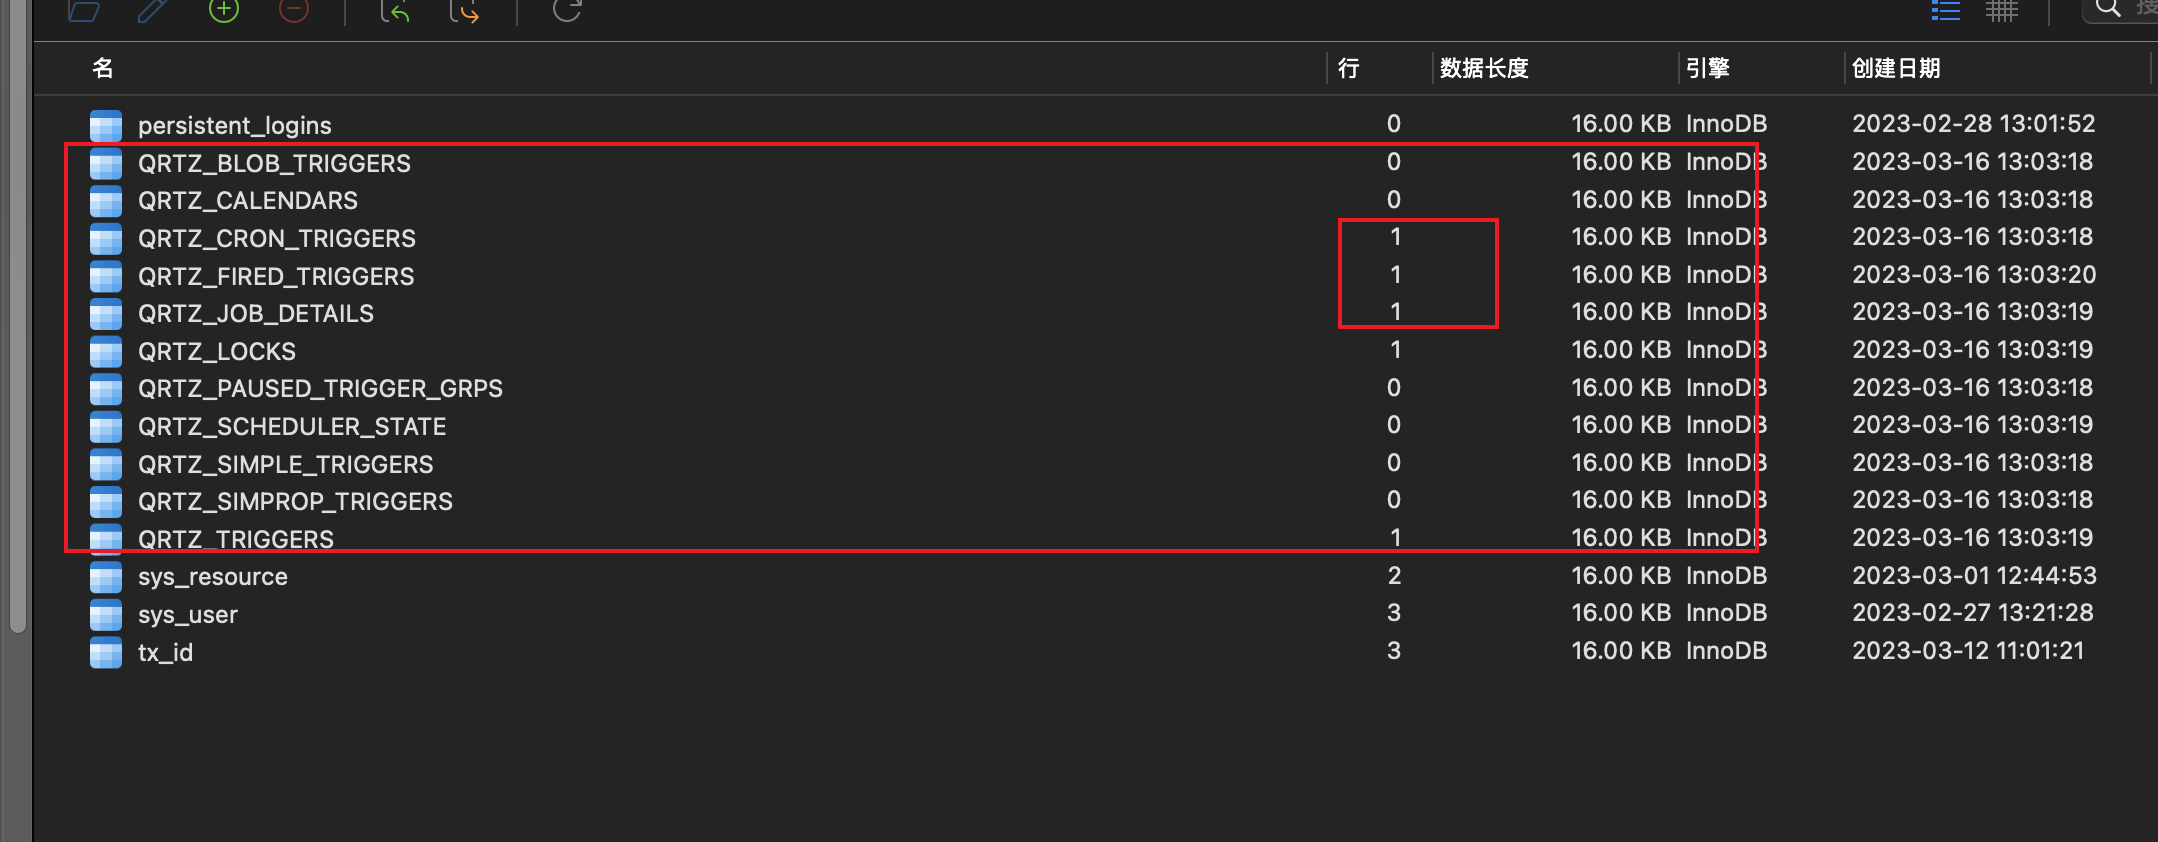 名 行 数据长度 引擎 创建日期
persistent_logins 0 16.00 KB InnoDB 2023-02-28 13:01:52
QRTZ_BLOB_TRIGGERS 0 16.00 KB InnoDB 2023-03-16 13:03:18
QRTZ_CALENDARS 0 16.00 KB InnoDB 2023-03-16 13:03:18
QRTZ_CRON_TRIGGERS 1 16.00 KB InnoDB 2023-03-16 13:03:18
QRTZ_FIRED_TRIGGERS 1 16.00 KB InnoDB 2023-03-16 13:03:20
QRTZ_JOB_DETAILS 1 16.00 KB InnoDB 2023-03-16 13:03:19
QRTZ_LOCKS 1 16.00 KB InnoDB 2023-03-16 13:03:19
QRTZ_PAUSED_TRIGGER_GRPS 0 16.00 KB InnoDB 2023-03-16 13:03:18
QRTZ_SCHEDULER_STATE 0 16.00 KB InnoDB 2023-03-16 13:03:19
QRTZ_SIMPLE_TRIGGERS 0 16.00 KB InnoDB 2023-03-16 13:03:18
QRTZ_SIMPROP_TRIGGERS 0 16.00 KB InnoDB 2023-03-16 13:03:18
QRTZ_TRIGGERS 1 16.00 KB InnoDB 2023-03-16 13:03:19
sys_resource 2 16.00 KB InnoDB 2023-03-01 12:44:53
sys_user 3 16.00 KB InnoDB 2023-02-27 13:21:28
tx_id 3 16.00 KB InnoDB 2023-03-12 11:01:21